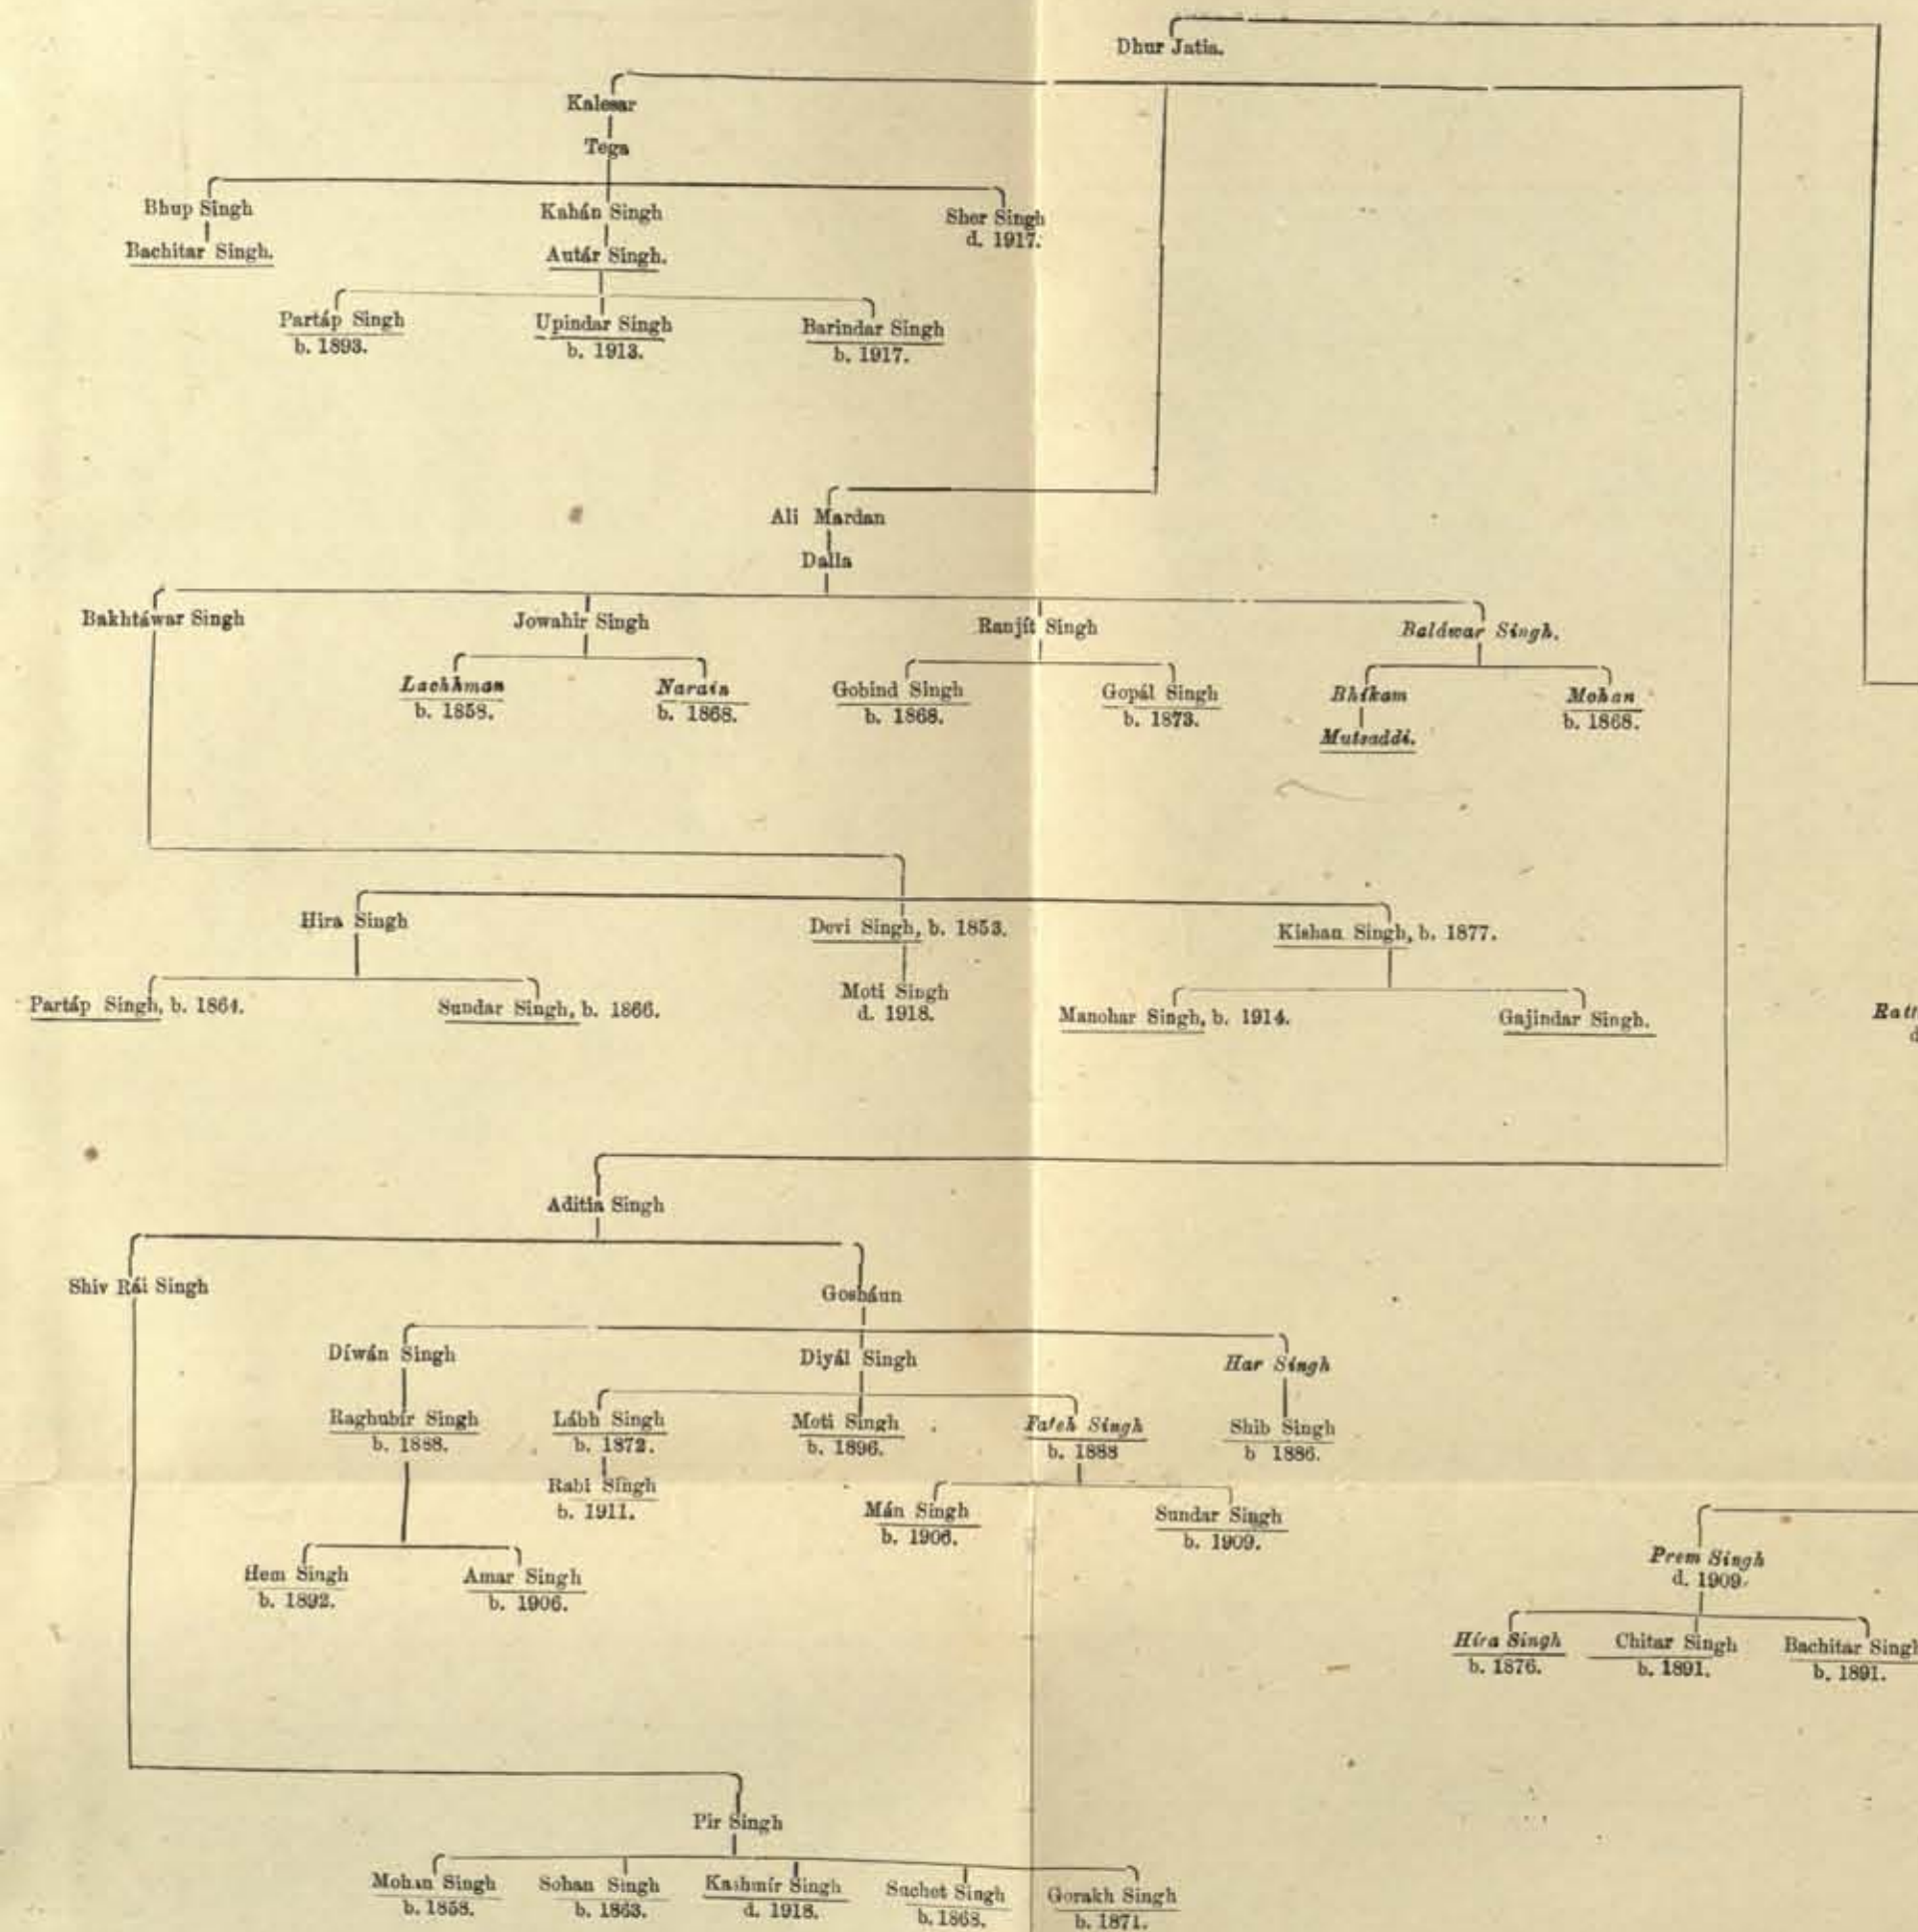 Dhur Jatia.
Kalesar
Tega
Bhup Singh
Kahán Singh
Sher Singh
d. 1917.
Bachitar Singh.
Autár Singh.
Partáp Singh
b. 1893.
Upindar Singh
b. 1913.
Barindar Singh
b. 1917.
Ali Mardan
Dalla
Bakhtáwar Singh
Jowahir Singh
Ranjít Singh
Baláwar Singh.
Lachhman
b. 1858.
Narain
b. 1868.
Gobind Singh
b. 1868.
Gopál Singh
b. 1873.
Bhikam
Mutsaddi.
Mohan
b. 1868.
Hira Singh
Devi Singh, b. 1853.
Kishan Singh, b. 1877.
Partáp Singh, b. 1864.
Sundar Singh, b. 1866.
Moti Singh
d. 1918.
Manohar Singh, b. 1914.
Gajindar Singh.
Aditia Singh
Shiv Rái Singh
Gosháun
Díwán Singh
Diyál Singh
Har Singh
Raghubír Singh
b. 1888.
Lábh Singh
b. 1872.
Moti Singh
b. 1896.
Fateh Singh
b. 1888
Shib Singh
b 1886.
Rabi Singh
b. 1911.
Mán Singh
b. 1906.
Sundar Singh
b. 1909.
Hem Singh
b. 1892.
Amar Singh
b. 1906.
Prem Singh
d. 1909.
Híra Singh
b. 1876.
Chitar Singh
b. 1891.
Bachitar Singh
b. 1891.
Pir Singh
Mohan Singh
b. 1858.
Sohan Singh
b. 1863.
Kashmír Singh
d. 1918.
Suchet Singh
b. 1868.
Gorakh Singh
b. 1871.